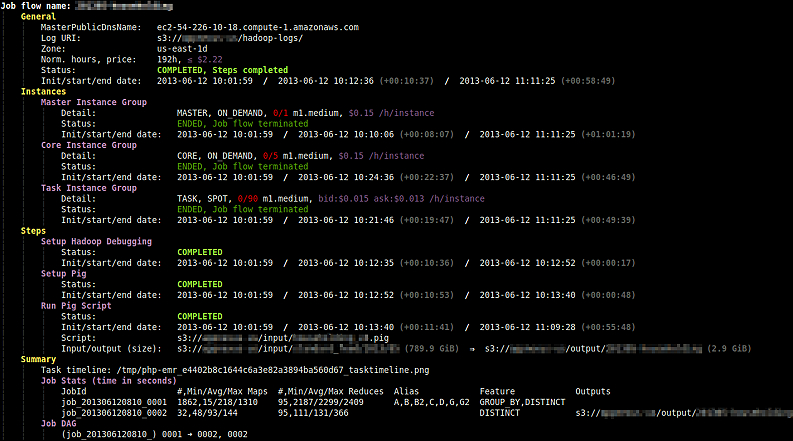 Job flow name:
General
MasterPublicDnsName: ec2-54-226-10-18.compute-1.amazonaws.com
Log URI: s3:// /hadoop-logs/
Zone: us-east-1d
Norm. hours, price: 192h, ≤ $2.22
Status: COMPLETED, Steps completed
Init/start/end date: 2013-06-12 10:01:59 / 2013-06-12 10:12:36 (+00:10:37) / 2013-06-12 11:11:25 (+00:58:49)
Instances
Master Instance Group
Detail: MASTER, ON_DEMAND, 0/1 m1.medium, $0.15 /h/instance
Status: ENDED, Job flow terminated
Init/start/end date: 2013-06-12 10:01:59 / 2013-06-12 10:10:06 (+00:08:07) / 2013-06-12 11:11:25 (+01:01:19)
Core Instance Group
Detail: CORE, ON_DEMAND, 0/5 m1.medium, $0.15 /h/instance
Status: ENDED, Job flow terminated
Init/start/end date: 2013-06-12 10:01:59 / 2013-06-12 10:24:36 (+00:22:37) / 2013-06-12 11:11:25 (+00:46:49)
Task Instance Group
Detail: TASK, SPOT, 0/90 m1.medium, bid:$0.015 ask:$0.013 /h/instance
Status: ENDED, Job flow terminated
Init/start/end date: 2013-06-12 10:01:59 / 2013-06-12 10:21:46 (+00:19:47) / 2013-06-12 11:11:25 (+00:49:39)
Steps
Setup Hadoop Debugging
Status: COMPLETED
Init/start/end date: 2013-06-12 10:01:59 / 2013-06-12 10:12:35 (+00:10:36) / 2013-06-12 10:12:52 (+00:00:17)
Setup Pig
Status: COMPLETED
Init/start/end date: 2013-06-12 10:01:59 / 2013-06-12 10:12:52 (+00:10:53) / 2013-06-12 10:13:40 (+00:00:48)
Run Pig Script
Status: COMPLETED
Init/start/end date: 2013-06-12 10:01:59 / 2013-06-12 10:13:40 (+00:11:41) / 2013-06-12 11:09:28 (+00:55:48)
Script: s3:// /input/ .pig
Input/output (size): s3:// /input/ (789.9 GiB) ⇒ s3:// /output/ (2.9 GiB)
Summary
Task timeline: /tmp/php-emr_e4402b8c1644c6a3e82a3894ba560d67_tasktimeline.png
Job Stats (time in seconds)
JobId #,Min/Avg/Max Maps #,Min/Avg/Max Reduces Alias Feature Outputs
job_201306120810_0001 1862,15/218/1310 95,2187/2299/2409 A,B,B2,C,D,G,G2 GROUP_BY,DISTINCT
job_201306120810_0002 32,48/93/144 95,111/131/366 DISTINCT s3:// /output/
Job DAG
(job_201306120810_) 0001 → 0002, 0002